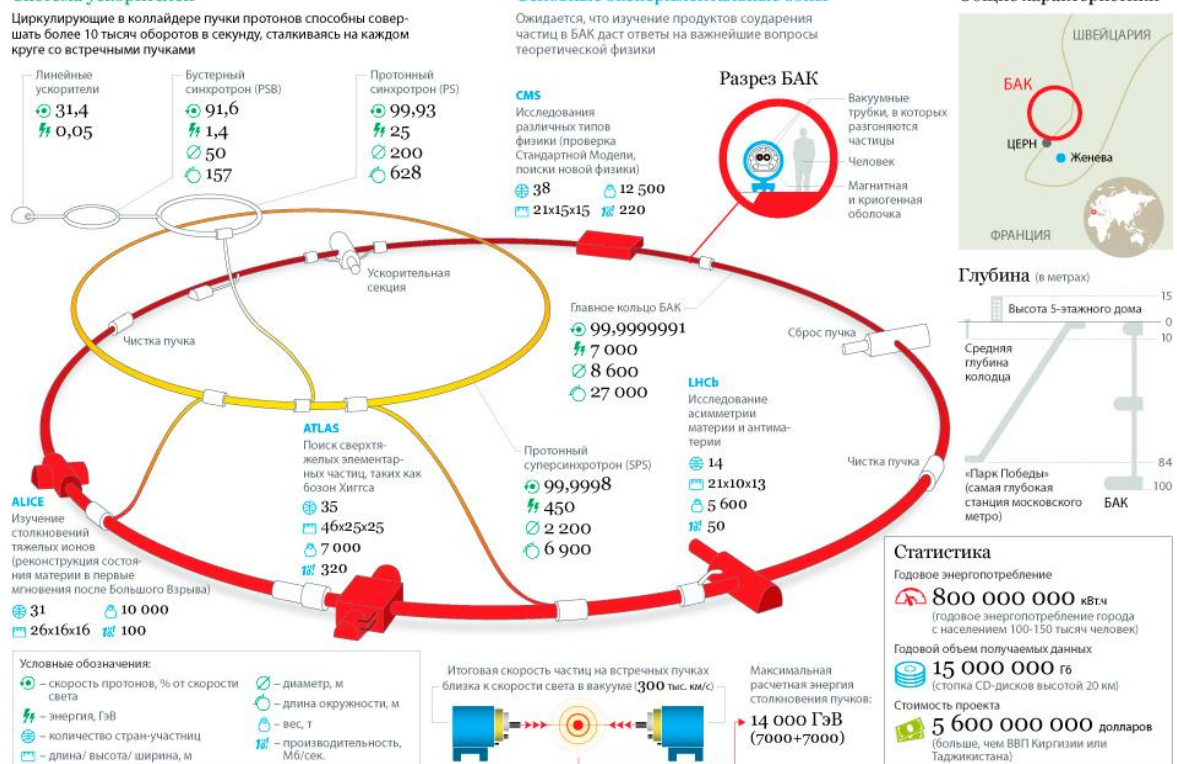 Циркулирующие в коллайдере пучки протонов способны совер-
шать более 10 тысяч оборотов в секунду, сталкиваясь на каждом
круге со встречными пучками
Линейные
ускорители
31,4
0,05
Бустерный
синхротрон (PSB)
91,6
1,4
50
157
Протонный
синхротрон (PS)
99,93
25
200
628
Ожидается, что изучение продуктов соударения
частиц в БАК даст ответы на важнейшие вопросы
теоретической физики
CMS
Исследования
различных типов
физики (проверка
Стандартной Модели,
поиски новой физики)
38
12 500
21x15x15
220
Разрез БАК
Вакуумные
трубки, в которых
разгоняются
частицы
Человек
Магнитная
и криогенная
оболочка
ШВЕЙЦАРИЯ
БАК
ЦЕРН
Женева
ФРАНЦИЯ
Ускорительная
секция
Чистка пучка
Главное кольцо БАК
99,9999991
7 000
8 600
27 000
Сброс пучка
Глубина (в метрах)
15
Высота 5-этажного дома
0
10
Средняя
глубина
колодца
84
«Парк Победы»
(самая глубокая
станция московского
метро)
100
БАК
LHCb
Исследование
асимметрии
материи и антима-
терии
14
21x10x13
5 600
50
Чистка пучка
ATLAS
Поиск сверхтя-
желых элементар-
ных частиц, таких как
бозон Хиггса
35
46x25x25
7 000
320
Протонный
суперсинхротрон (SPS)
99,9998
450
2 200
6 900
ALICE
Изучение
столкновений
тяжелых ионов
(реконструкция состоя-
ния материи в первые
мгновения после Большого Взрыва)
31
10 000
26x16x16
100
Условные обозначения:
– скорость протонов, % от скорости
света
– энергия, ГэВ
– количество стран-участниц
– длина/ высота/ ширина, м
– диаметр, м
– длина окружности, м
– вес, т
– производительность,
Мб/сек.
Итоговая скорость частиц на встречных пучках
близка к скорости света в вакууме (300 тыс. км/с)
Максимальная
расчетная энергия
столкновения пучков:
14 000 ГэВ
(7000+7000)
Статистика
Годовое энергопотребление
800 000 000 кВт.ч
(годовое энергопотребление города
с населением 100-150 тысяч человек)
Годовой объем получаемых данных
15 000 000 Гб
(стопка CD-дисков высотой 20 км)
Стоимость проекта
5 600 000 000 долларов
(больше, чем ВВП Киргизии или
Таджикистана)